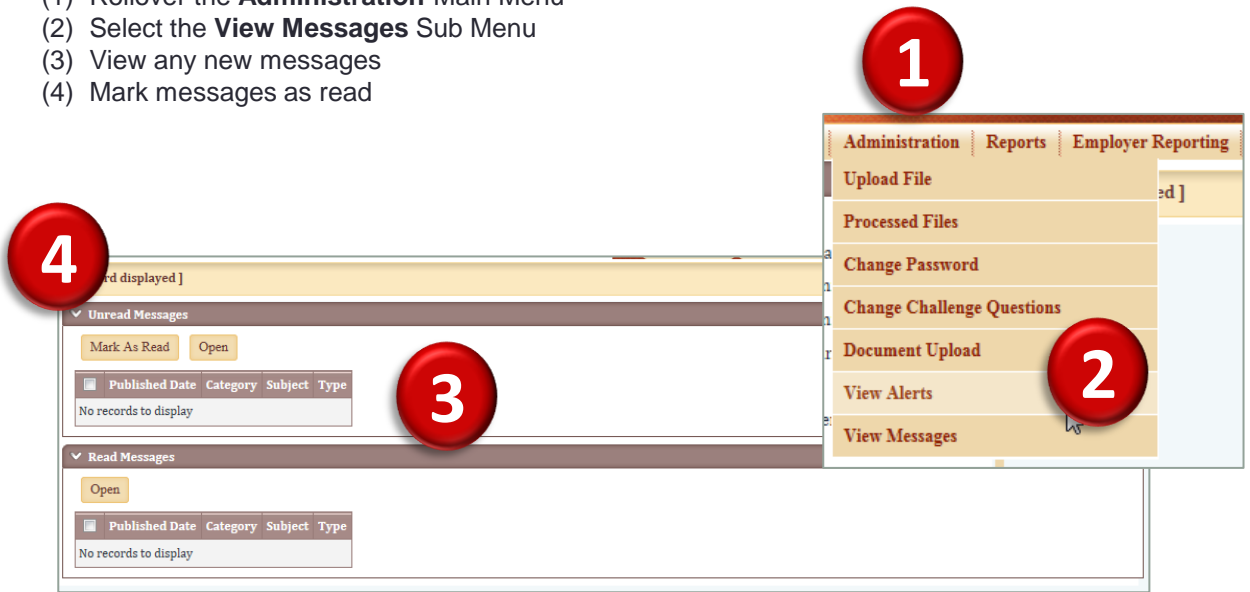 (1) Rollover the Administration Main Menu
(2) Select the View Messages Sub Menu
(3) View any new messages
(4) Mark messages as read
1
Administration Reports Employer Reporting
Upload File
ed ]
Processed Files
Change Password
Change Challenge Questions
Document Upload
2
View Alerts
View Messages
4
rd displayed ]
Unread Messages
Mark As Read Open
3
Published Date Category Subject Type
No records to display
Read Messages
Open
Published Date Category Subject Type
No records to display